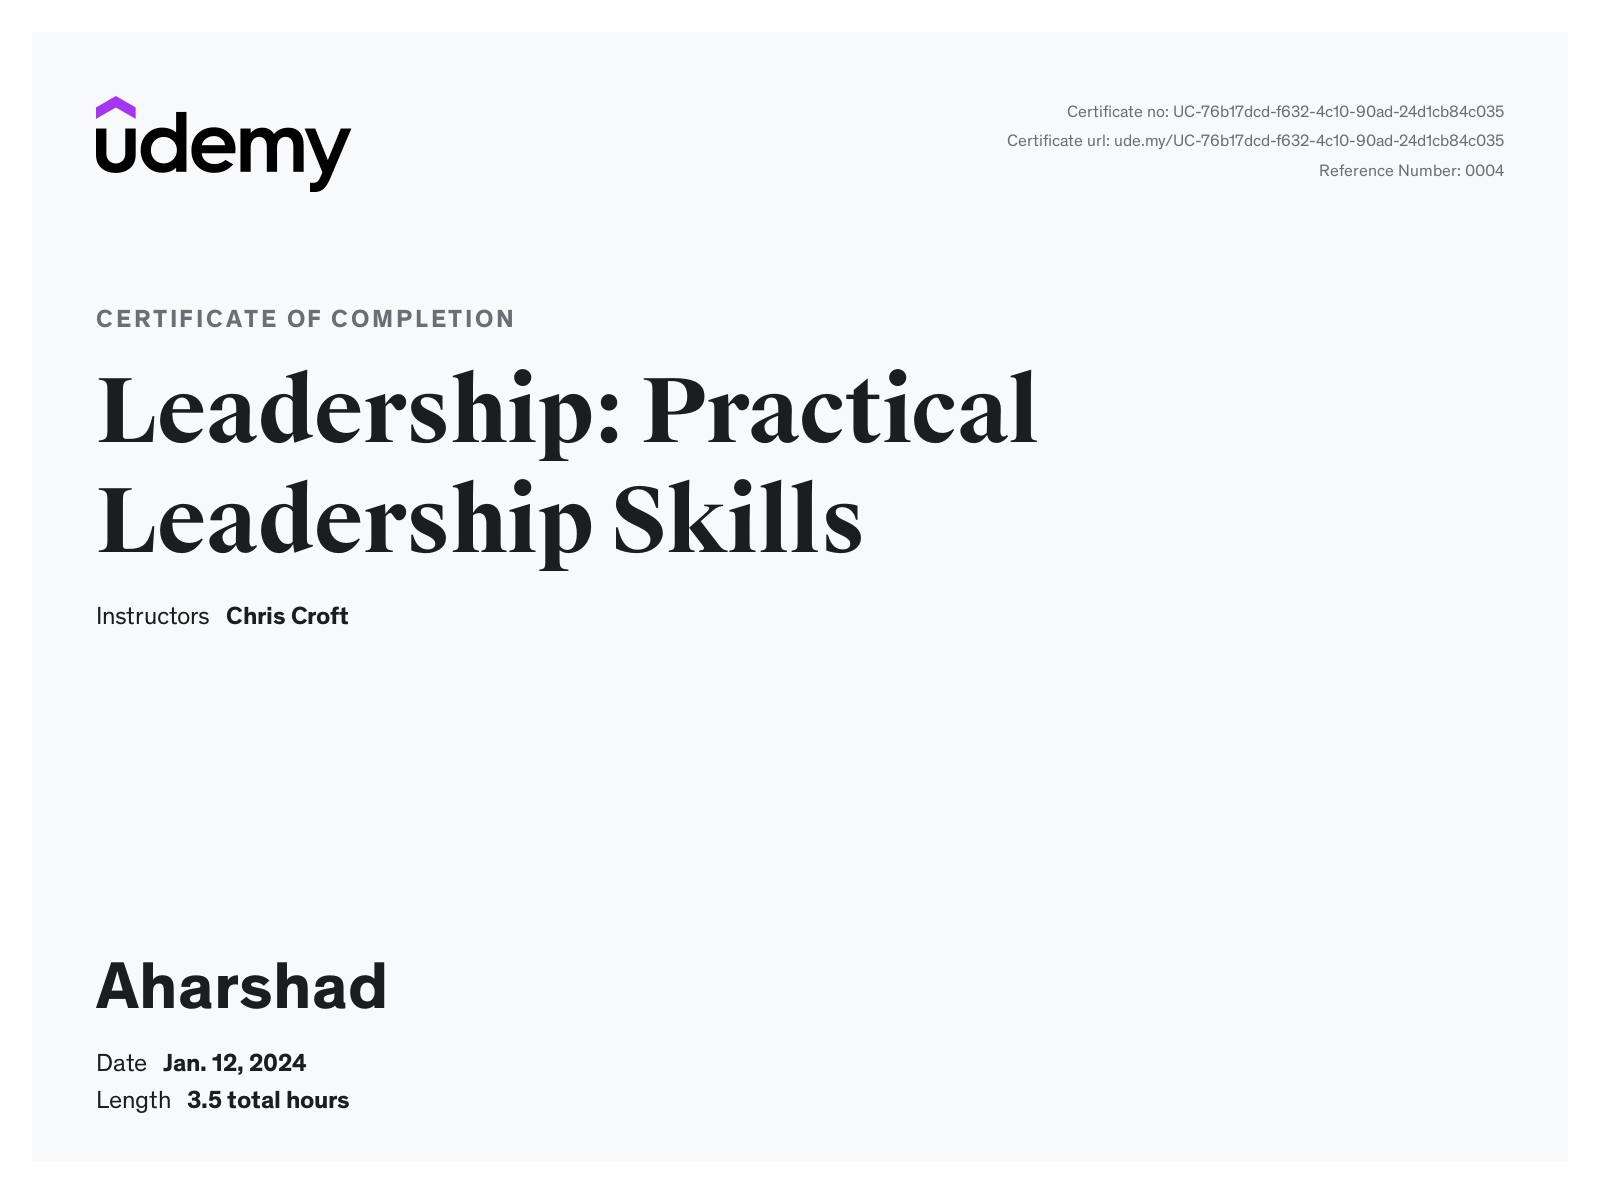 udemy
Certificate no: UC-76b17dcd-f632-4c10-90ad-24d1cb84c035
Certificate url: ude.my/UC-76b17dcd-f632-4c10-90ad-24d1cb84c035
Reference Number: 0004
CERTIFICATE OF COMPLETION
Leadership: Practical
Leadership Skills
Instructors Chris Croft
Aharshad
Date Jan. 12, 2024
Length 3.5 total hours